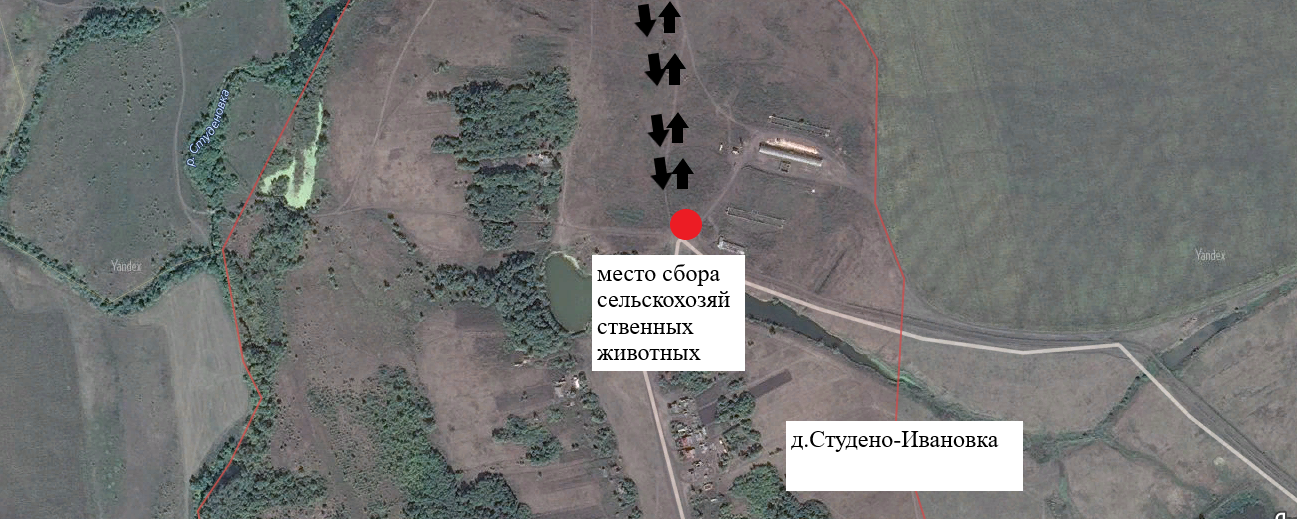 р. Студеновка
Yandex
Yandex
место сбора
сельскохозяй
ственных
животных
д.Студено-Ивановка
Я